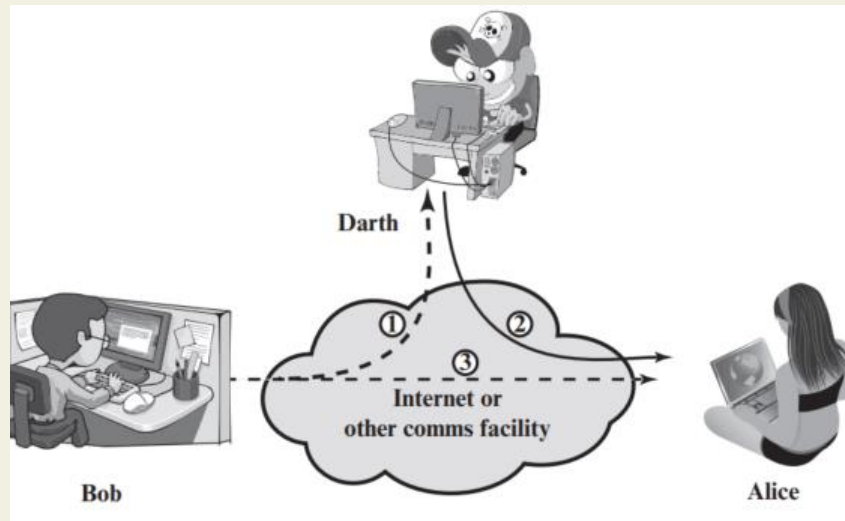 Darth
①
②
③
Internet or
other comms facility
Bob
Alice